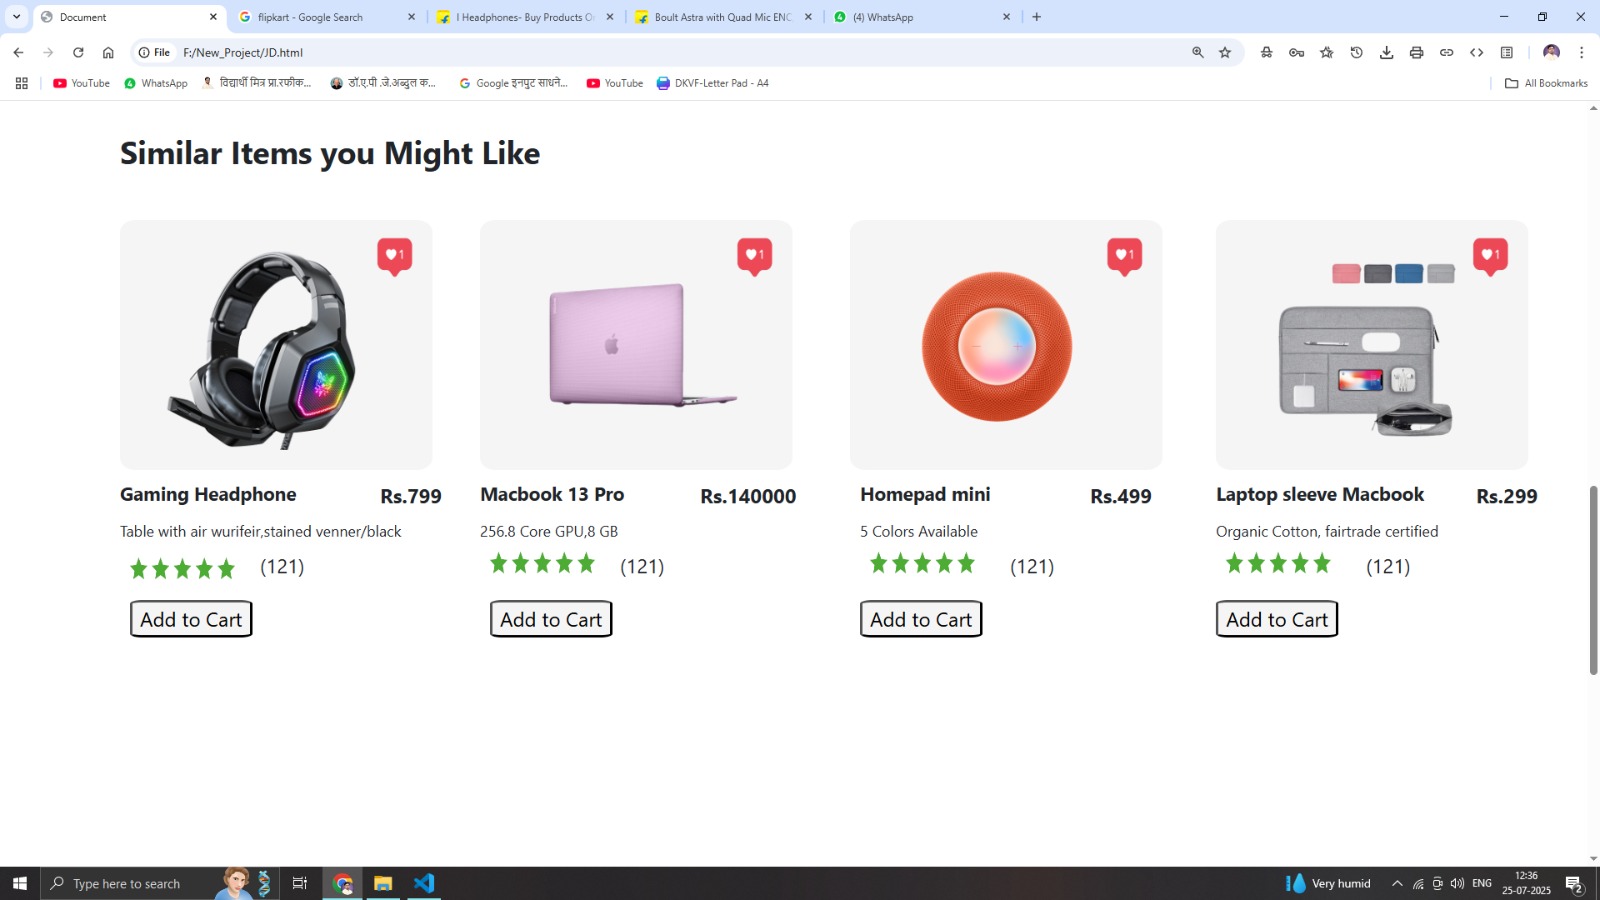 Document
flipkart - Google Search
l Headphones- Buy Products O
Boult Astra with Quad Mic ENC,
(4) WhatsApp
File
F:/New_Project/JD.html
YouTube
4
WhatsApp
विद्यार्थी मित्र प्रा.रफीक...
डॉ.ए.पी .जे.अब्दुल क...
Google इनपुट साधने...
YouTube
DKVF-Letter Pad - A4
All Bookmarks
Similar Items you Might Like
1
1
1
1
Gaming Headphone Rs.799
Macbook 13 Pro Rs.140000
Homepad mini Rs.499
Laptop sleeve Macbook Rs.299
Table with air wurifeir,stained venner/black
256.8 Core GPU,8 GB
5 Colors Available
Organic Cotton, fairtrade certified
(121)
(121)
(121)
(121)
Add to Cart
Add to Cart
Add to Cart
Add to Cart
Type here to search
Very humid
ENG
12:36
25-07-2025
2